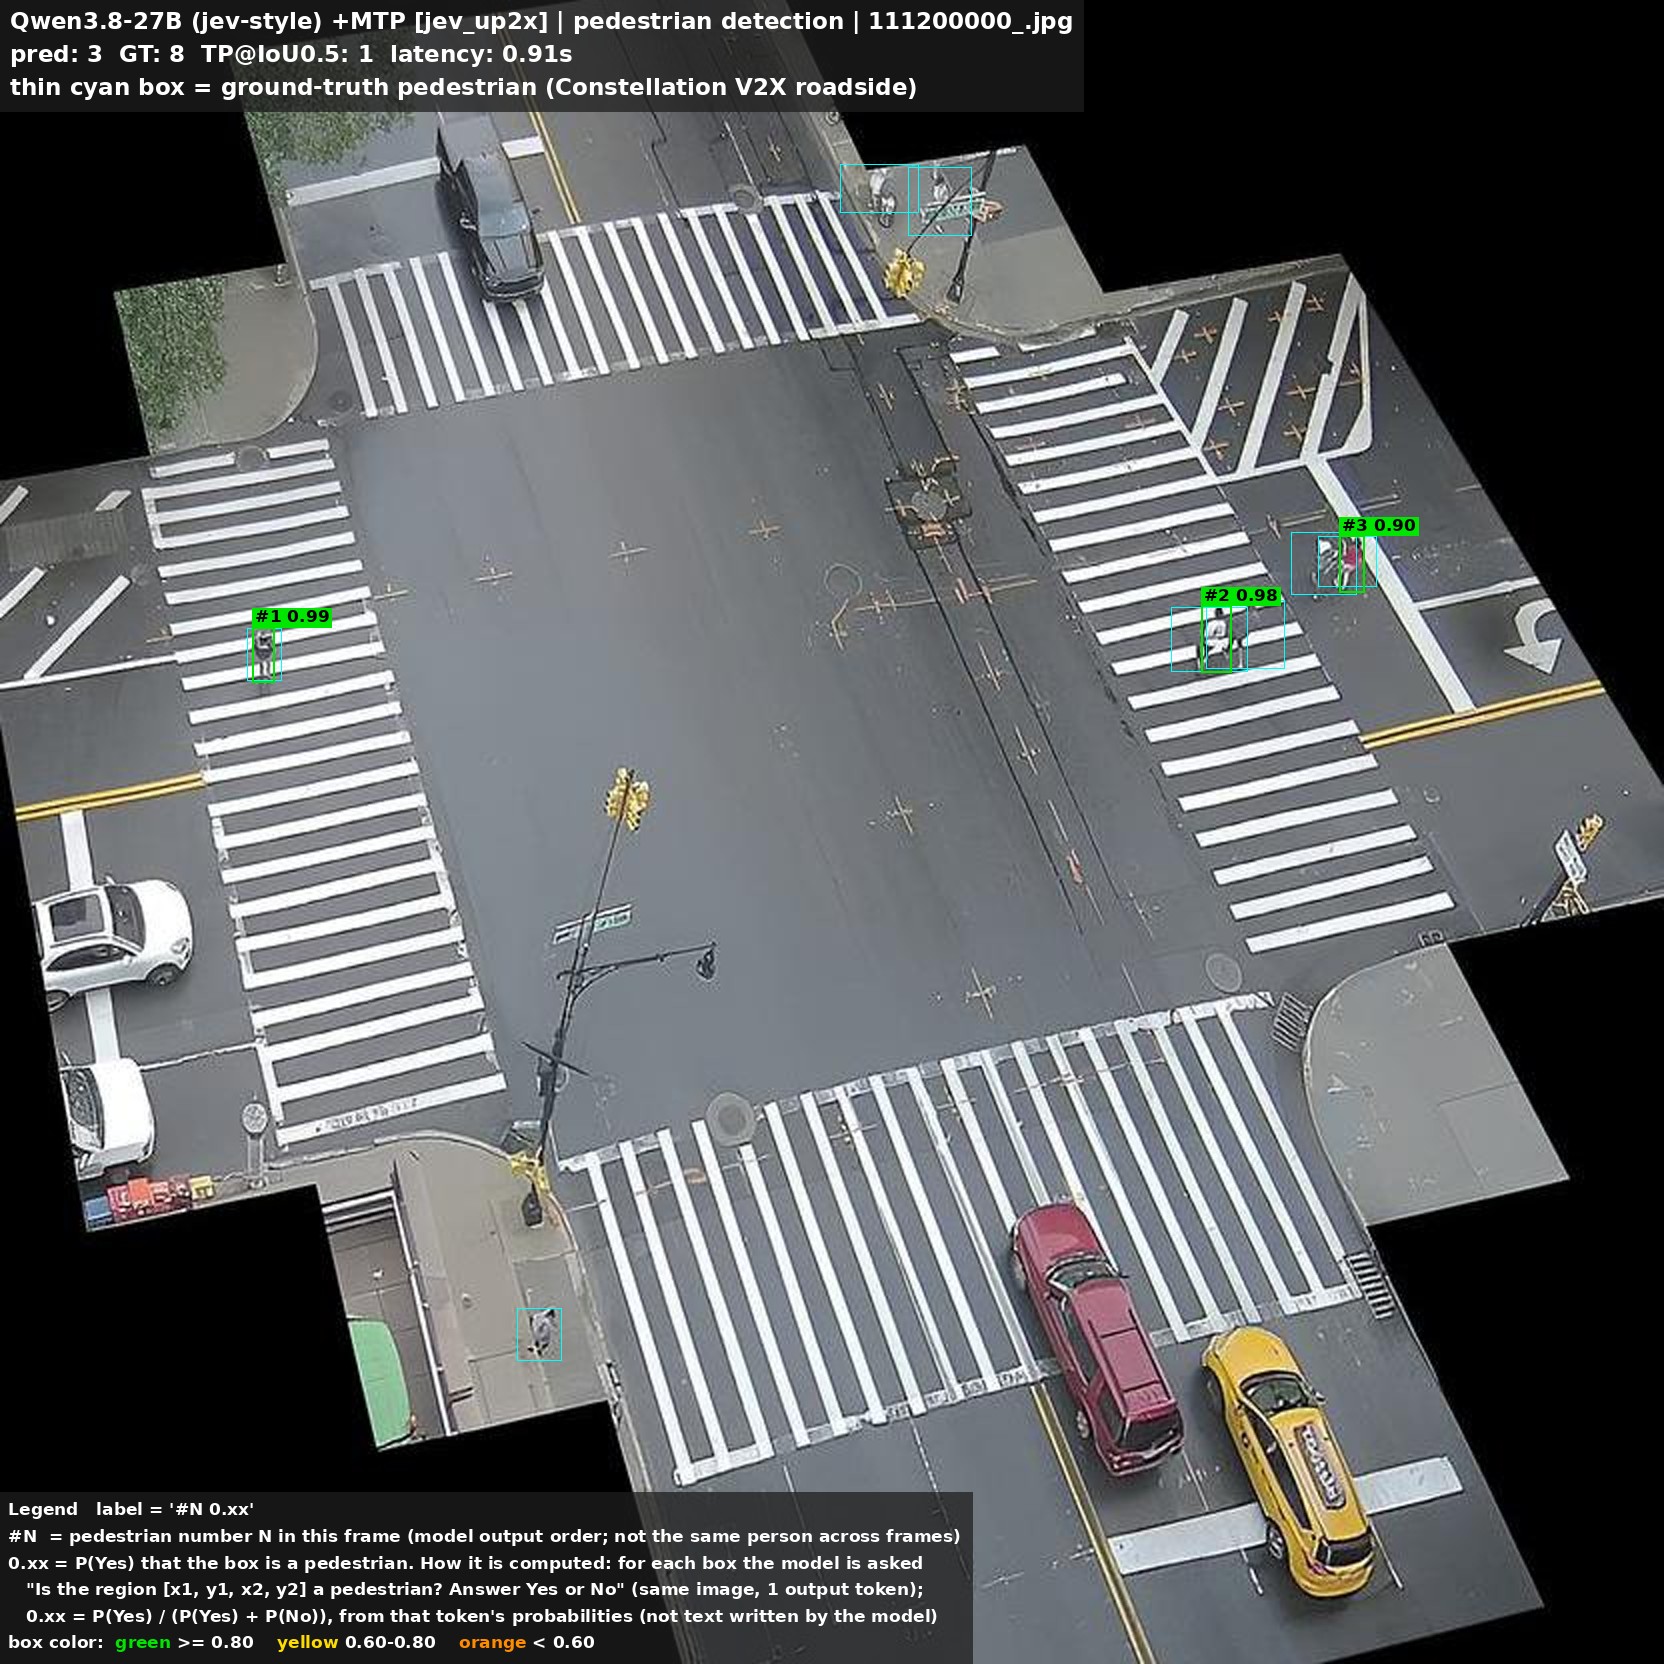 Qwen3.8-27B (jev-style) +MTP [jev_up2x] | pedestrian detection | 111200000_.jpg
pred: 3  GT: 8  TP@IoU0.5: 1  latency: 0.91s
thin cyan box = ground-truth pedestrian (Constellation V2X roadside)
#3 0.90
#2 0.98
#1 0.99
Legend   label = '#N 0.xx'
#N  = pedestrian number N in this frame (model output order; not the same person across frames)
0.xx = P(Yes) that the box is a pedestrian. How it is computed: for each box the model is asked
"Is the region [x1, y1, x2, y2] a pedestrian? Answer Yes or No" (same image, 1 output token);
0.xx = P(Yes) / (P(Yes) + P(No)), from that token's probabilities (not text written by the model)
box color:  green >= 0.80    yellow 0.60-0.80    orange < 0.60